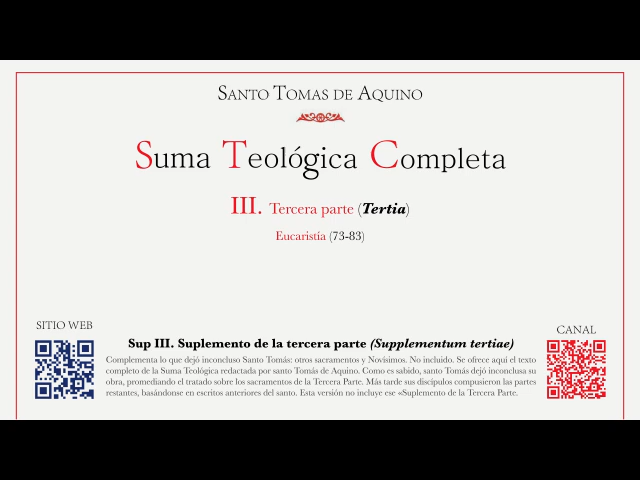 SANTO TOMAS DE AQUINO
Suma Teológica Completa
III. Tercera parte (Tertia)
Eucaristía (73-83)
SITIO WEB
CANAL
Sup III. Suplemento de la tercera parte (Supplementum tertiae)
Complementa lo que dejó inconcluso Santo Tomás: otros sacramentos y Novísimos. No incluido. Se ofrece aquí el texto
completo de la Suma Teológica redactada por santo Tomás de Aquino. Como es sabido, santo Tomás dejó inconclusa su
obra, promediando el tratado sobre los sacramentos de la Tercera Parte. Más tarde sus discípulos compusieron las partes
restantes, basándonse en escritos anteriores del santo. Esta versión no incluye ese «Suplemento de la Tercera Parte.